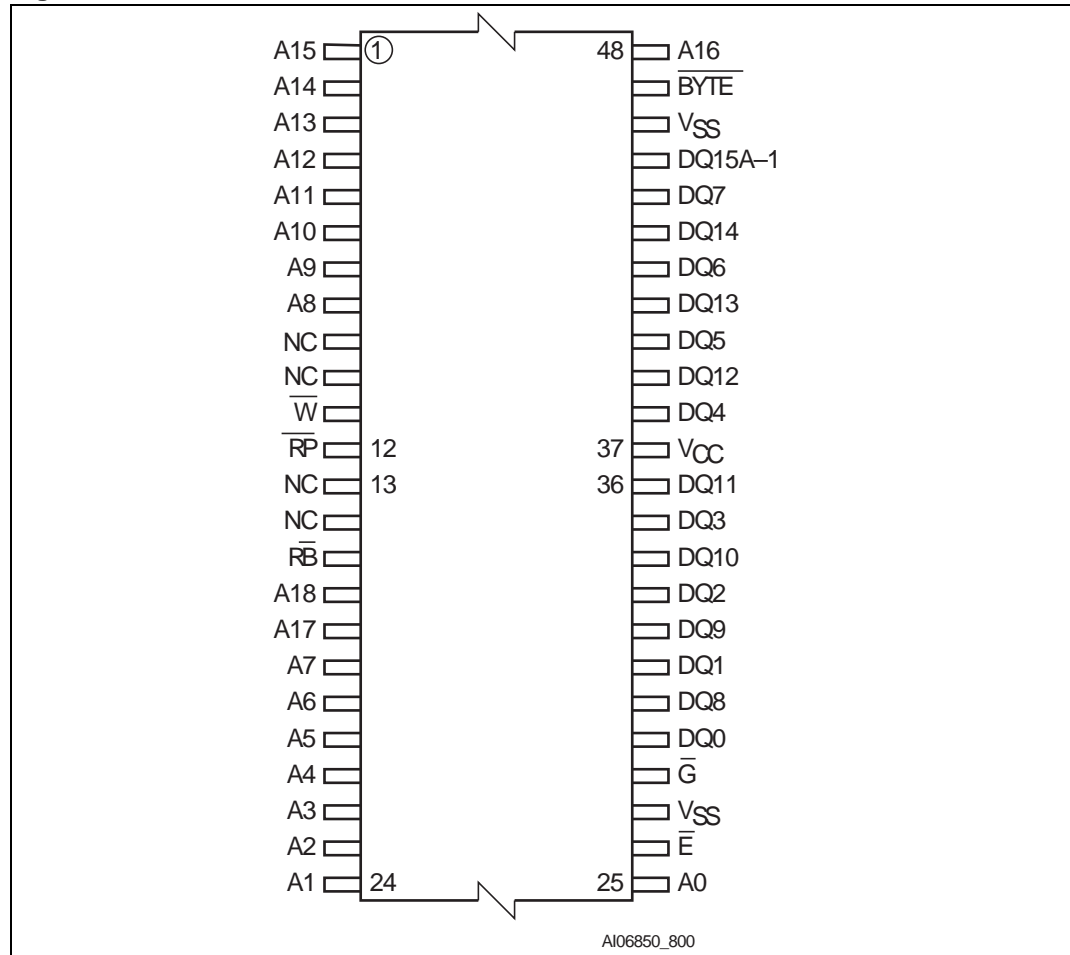 A15 1 48 A16
A14 B̅Y̅T̅E̅
A13 VSS
A12 DQ15A–1
A11 DQ7
A10 DQ14
A9 DQ6
A8 DQ13
NC DQ5
NC DQ12
W̅ DQ4
R̅P̅ 12 37 VCC
NC 13 36 DQ11
NC DQ3
RB̅ DQ10
A18 DQ2
A17 DQ9
A7 DQ1
A6 DQ8
A5 DQ0
A4 G̅
A3 VSS
A2 E̅
A1 24 25 A0
AI06850_800